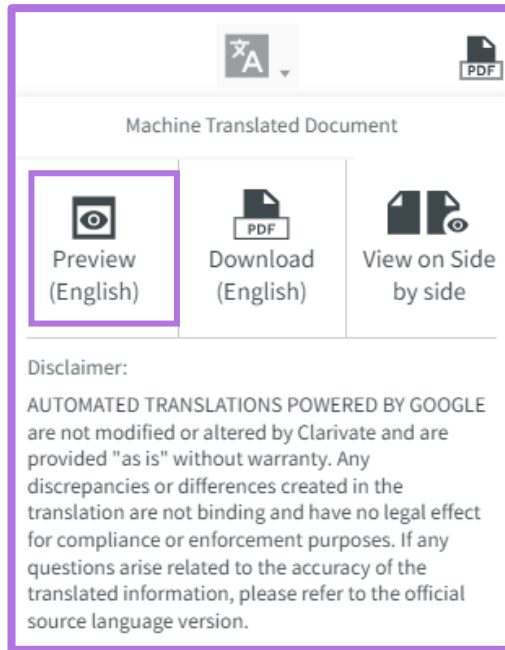 文A
PDF
Machine Translated Document
PDF
Preview
(English)
Download
(English)
View on Side
by side
Disclaimer:
AUTOMATED TRANSLATIONS POWERED BY GOOGLE
are not modified or altered by Clarivate and are
provided "as is" without warranty. Any
discrepancies or differences created in the
translation are not binding and have no legal effect
for compliance or enforcement purposes. If any
questions arise related to the accuracy of the
translated information, please refer to the official
source language version.